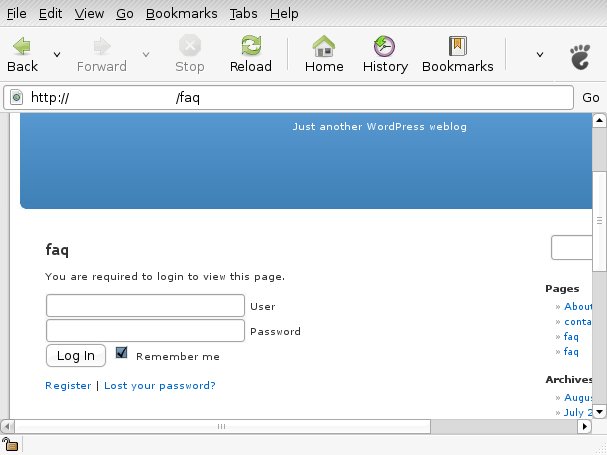 File Edit View Go Bookmarks Tabs Help
Back Forward Stop Reload Home History Bookmarks
http:// /faq Go
Just another WordPress weblog
faq
You are required to login to view this page.
User
Password
Log In Remember me
Register | Lost your password?
Pages
» About
» conta
» faq
» faq
Archives
» Augus
» July 2